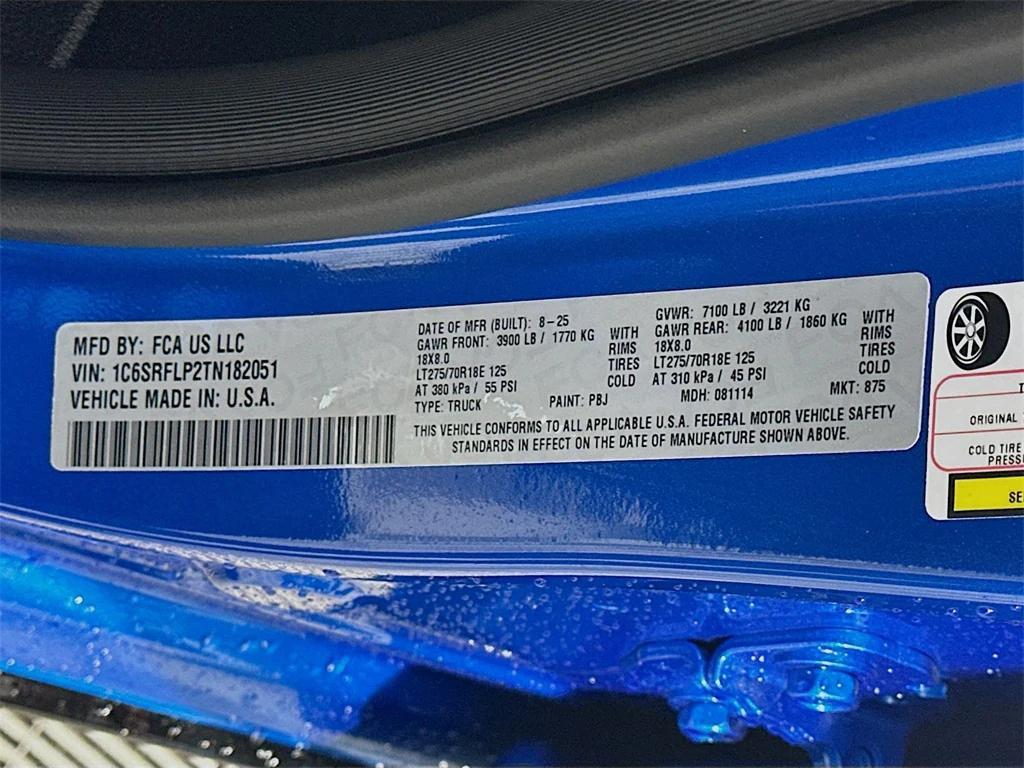 MFD BY: FCA US LLC
VIN: 1C6SRFLP2TN182051
VEHICLE MADE IN: U.S.A.
DATE OF MFR (BUILT): 8-25
GAWR FRONT: 3900 LB / 1770 KG WITH
18X8.0 RIMS
LT275/70R18E 125 TIRES
AT 380 kPa / 55 PSI COLD
TYPE: TRUCK PAINT: PBJ
GVWR: 7100 LB / 3221 KG
GAWR REAR: 4100 LB / 1860 KG WITH
18X8.0 RIMS
LT275/70R18E 125 TIRES
AT 310 kPa / 45 PSI COLD
MDH: 081114 MKT: 875
THIS VEHICLE CONFORMS TO ALL APPLICABLE U.S.A. FEDERAL MOTOR VEHICLE SAFETY
STANDARDS IN EFFECT ON THE DATE OF MANUFACTURE SHOWN ABOVE.
ORIGINAL
COLD TIRE